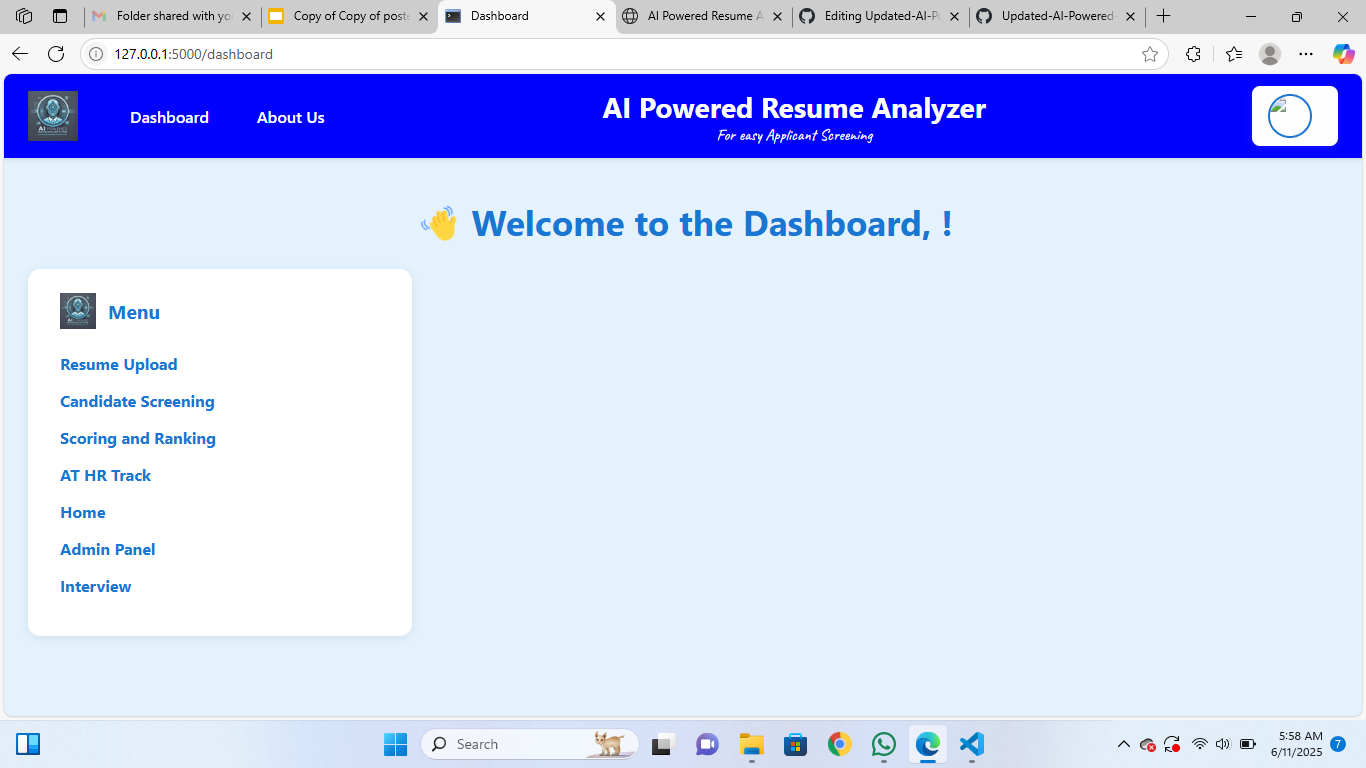 Folder shared with yo
Copy of Copy of poste
Dashboard
AI Powered Resume A
Editing Updated-AI-Po
Updated-AI-Powered
127.0.0.1:5000/dashboard
Dashboard
About Us
AI Powered Resume Analyzer
For easy Applicant Screening
👋 Welcome to the Dashboard, !
Menu
Resume Upload
Candidate Screening
Scoring and Ranking
AT HR Track
Home
Admin Panel
Interview
Search
5:58 AM
6/11/2025
7